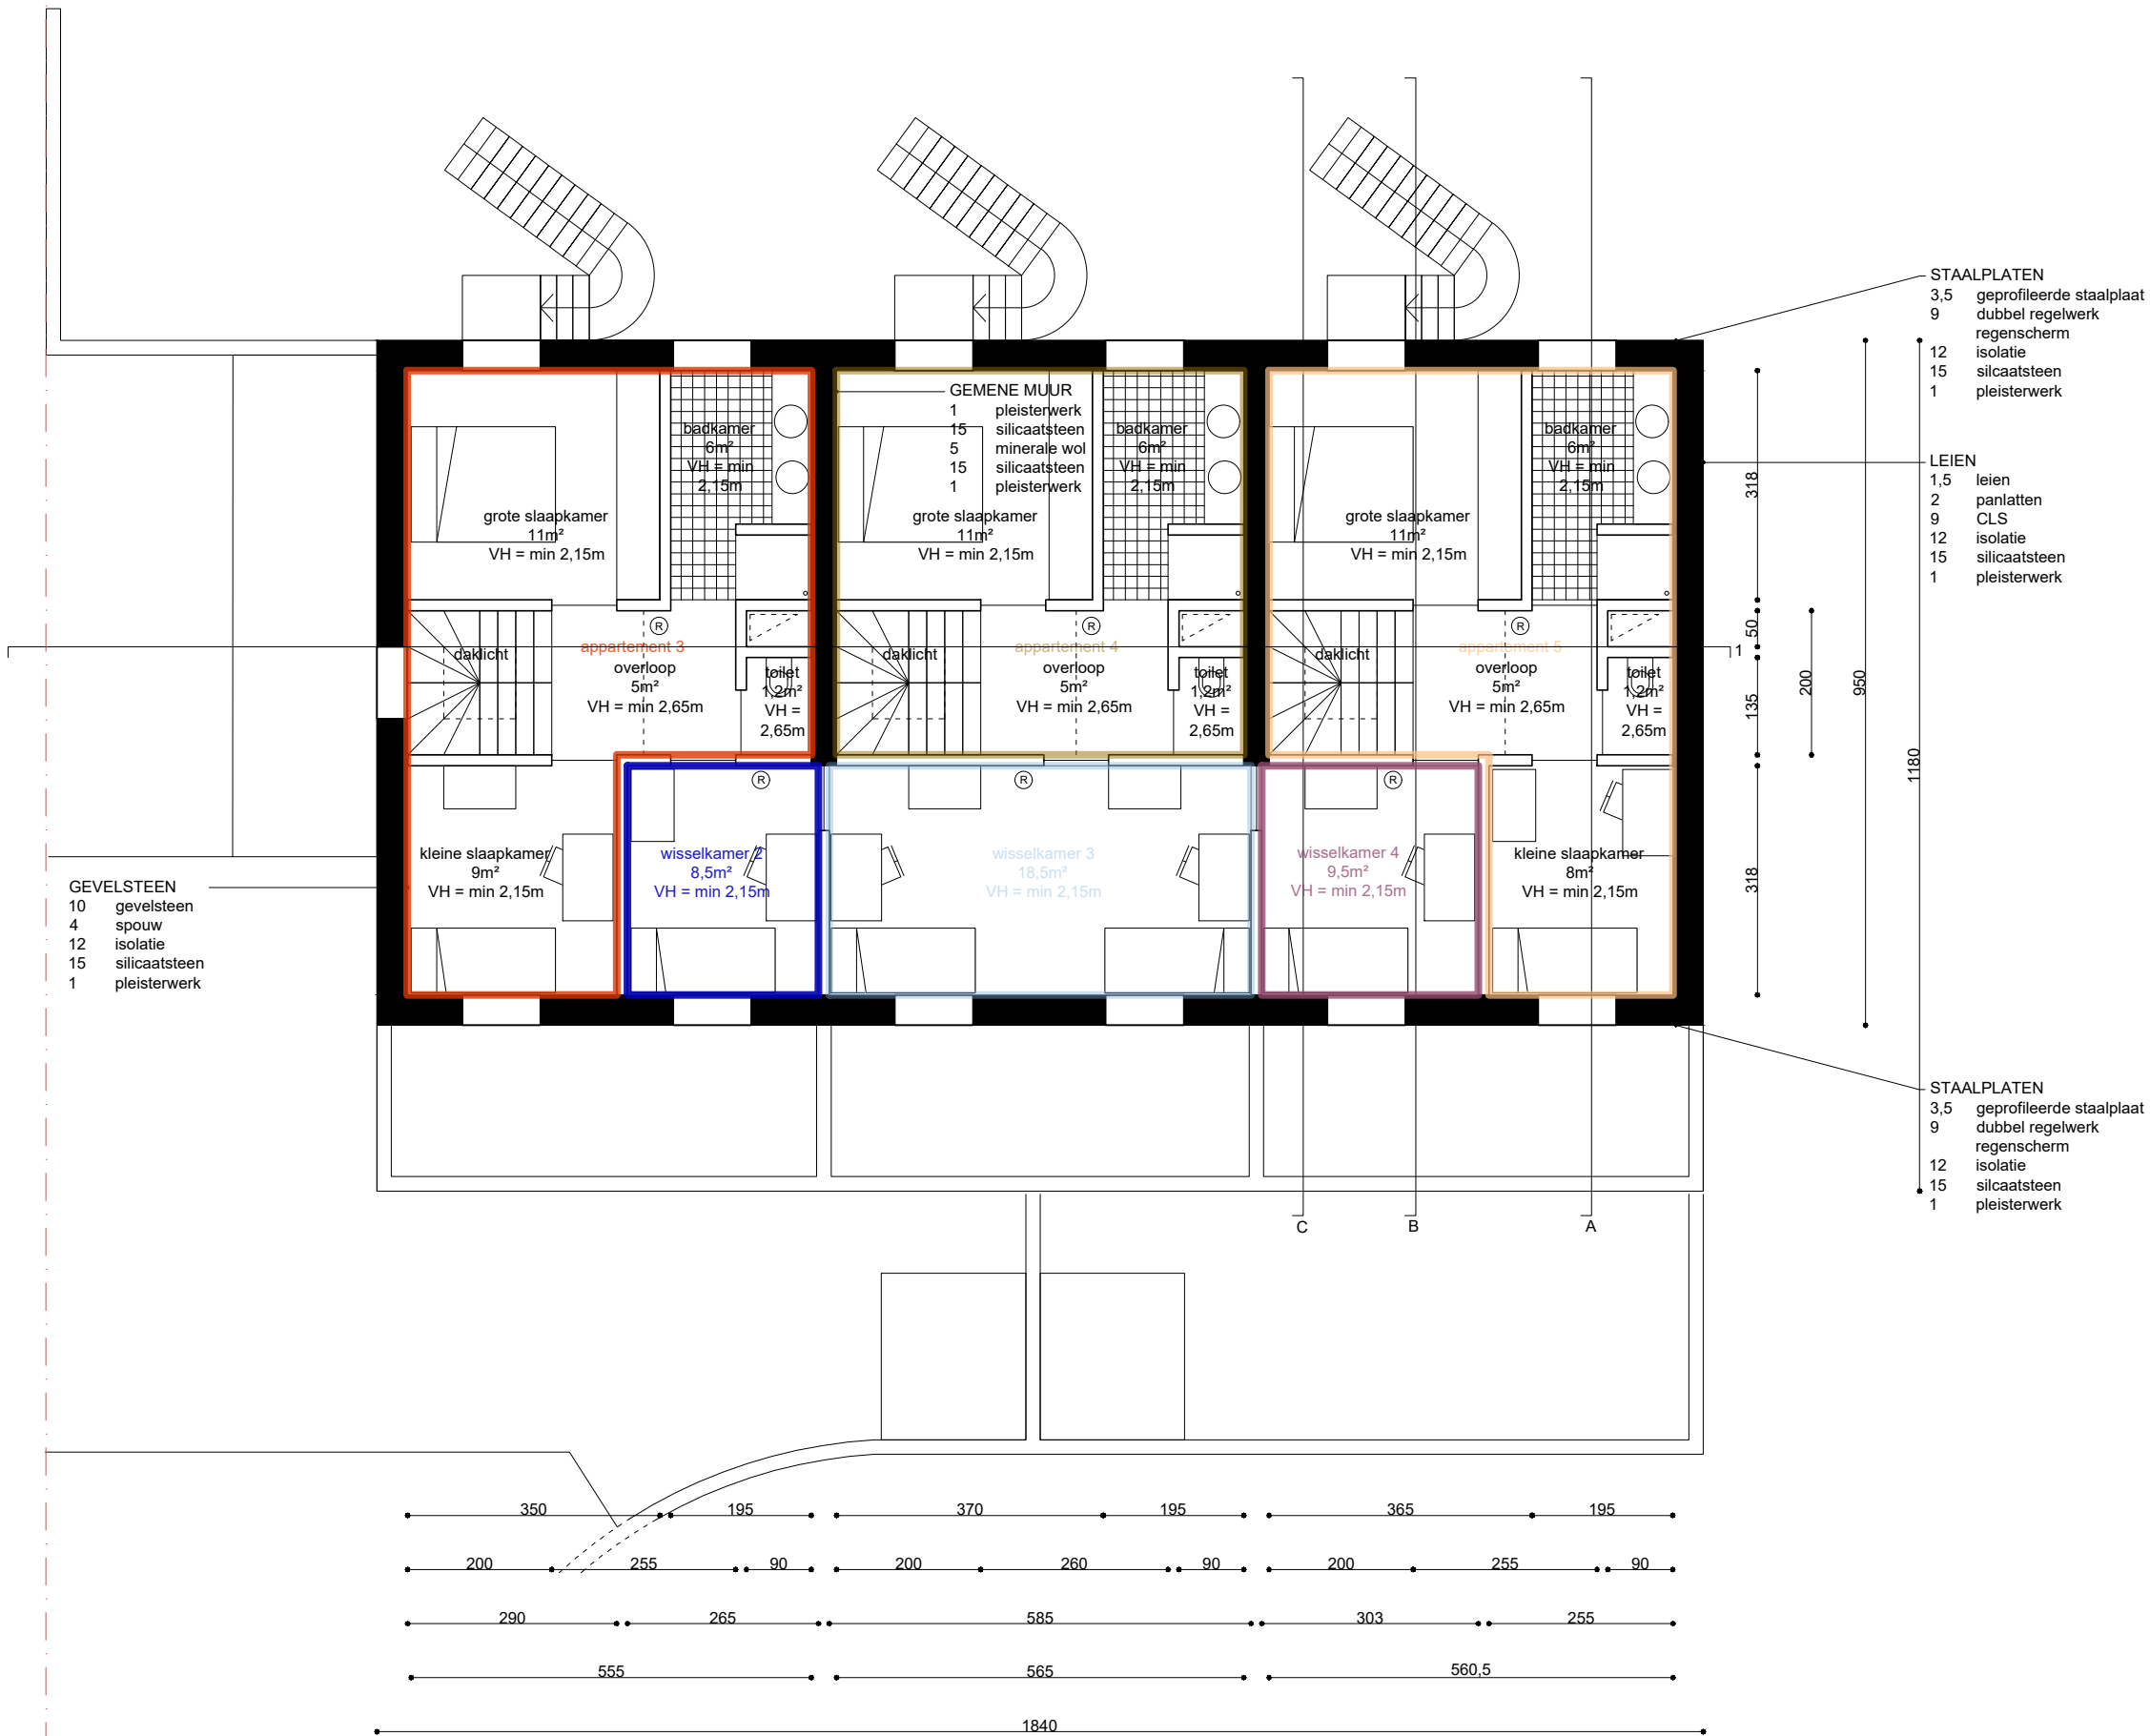 STAALPLATEN
3,5 geprofileerde staalplaat
9 dubbel regelwerk
regenscherm
12 isolatie
15 silcaatsteen
1 pleisterwerk
GEMENE MUUR
1 pleisterwerk
15 silicaatsteen
5 minerale wol
15 silicaatsteen
1 pleisterwerk
badkamer
6m²
VH = min
2,15m
badkamer
6m²
VH = min
2,15m
badkamer
6m²
VH = min
2,15m
LEIEN
1,5 leien
2 panlatten
9 CLS
12 isolatie
15 silicaatsteen
1 pleisterwerk
grote slaapkamer
11m²
VH = min 2,15m
grote slaapkamer
11m²
VH = min 2,15m
grote slaapkamer
11m²
VH = min 2,15m
318
50
135
200
318
950
1180
R
R
R
1
appartement 3
daklicht
overloop
5m²
VH = min 2,65m
toilet
1,2m²
VH =
2,65m
appartement 4
daklicht
overloop
5m²
VH = min 2,65m
toilet
1,2m²
VH =
2,65m
appartement 5
daklicht
overloop
5m²
VH = min 2,65m
toilet
1,2m²
VH =
2,65m
R
R
R
kleine slaapkamer
9m²
VH = min 2,15m
wisselkamer 2
8,5m²
VH = min 2,15m
wisselkamer 3
18,5m²
VH = min 2,15m
wisselkamer 4
9,5m²
VH = min 2,15m
kleine slaapkamer
8m²
VH = min 2,15m
GEVELSTEEN
10 gevelsteen
4 spouw
12 isolatie
15 silicaatsteen
1 pleisterwerk
STAALPLATEN
3,5 geprofileerde staalplaat
9 dubbel regelwerk
regenscherm
12 isolatie
15 silcaatsteen
1 pleisterwerk
C B A
350 195 370 195 365 195
200 255 90 200 260 90 200 255 90
290 265 585 303 255
555 565 560,5
1840